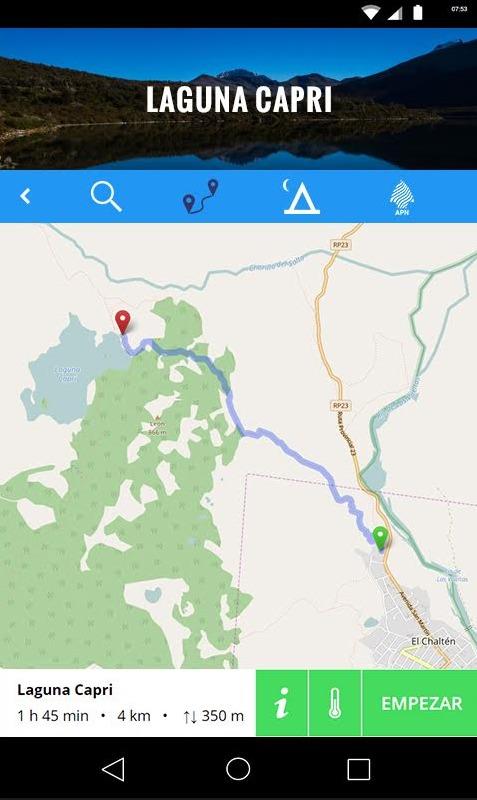 07:53
LAGUNA CAPRI
APN
RP23
Chorrillo del Salto
Laguna
Capri
RP23
León
866 m
Ruta Provincial 23
Las Vueltas
Avenida San Martín
El Chaltén
Laguna Capri
1 h 45 min • 4 km • ↑↓ 350 m
i
EMPEZAR